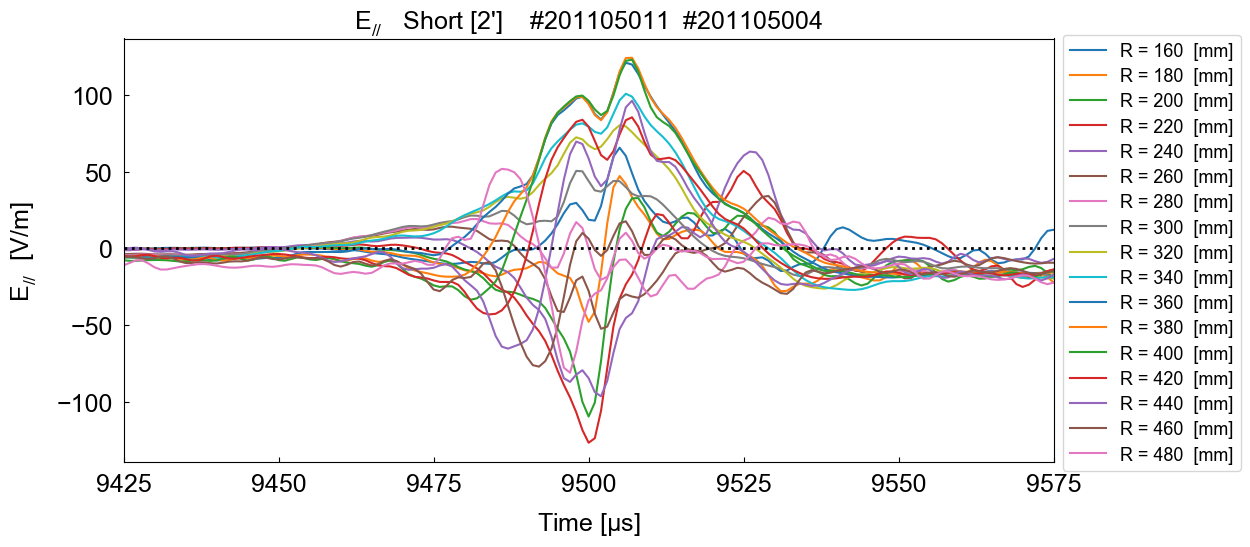 E// Short [2'] #201105011 #201105004
E// [V/m]
100
50
0
−50
−100
9425 9450 9475 9500 9525 9550 9575
Time [µs]
R = 160 [mm]
R = 180 [mm]
R = 200 [mm]
R = 220 [mm]
R = 240 [mm]
R = 260 [mm]
R = 280 [mm]
R = 300 [mm]
R = 320 [mm]
R = 340 [mm]
R = 360 [mm]
R = 380 [mm]
R = 400 [mm]
R = 420 [mm]
R = 440 [mm]
R = 460 [mm]
R = 480 [mm]